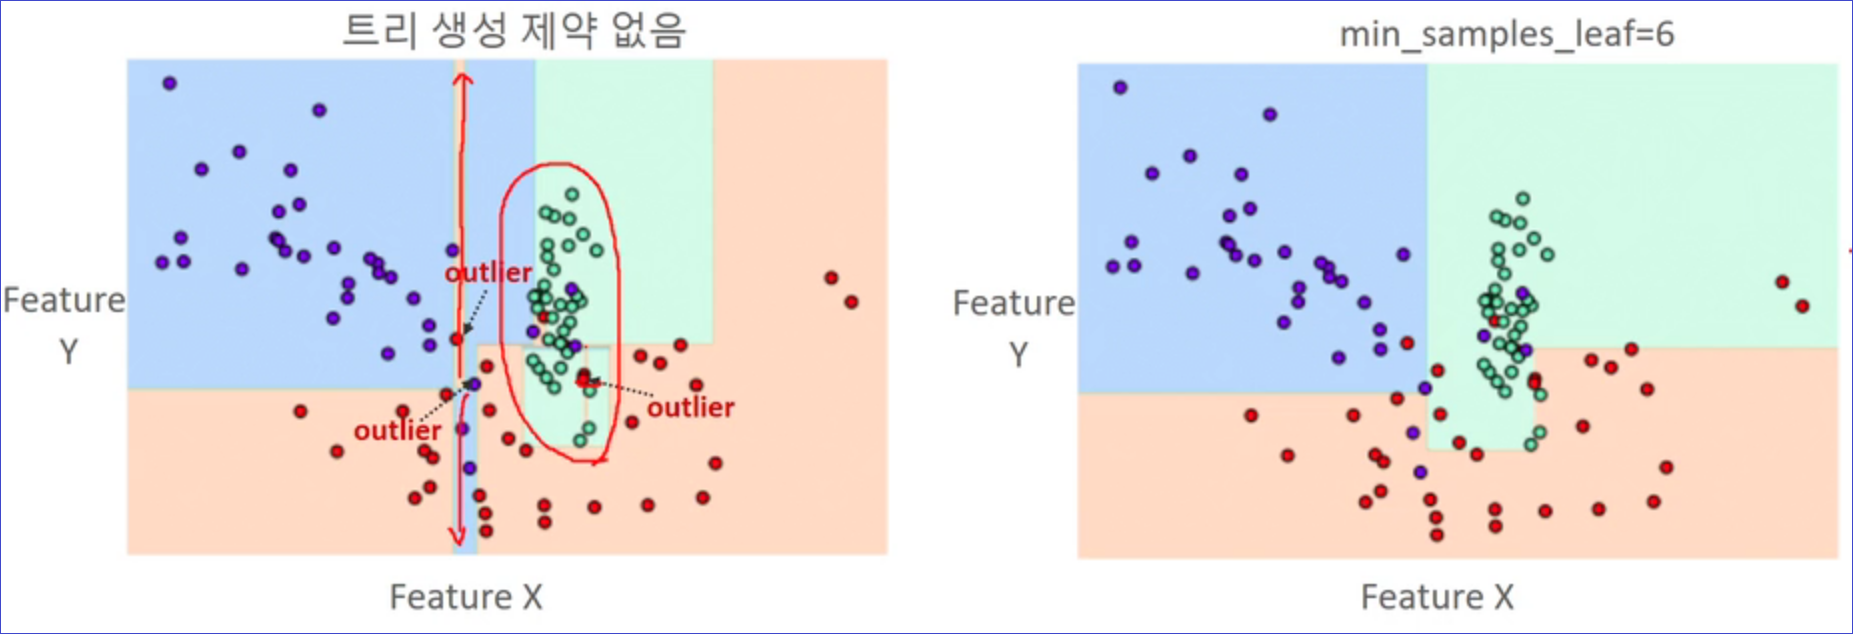 트리 생성 제약 없음
outlier
outlier
outlier
Feature
Y
Feature X
min_samples_leaf=6
Feature
Y
Feature X